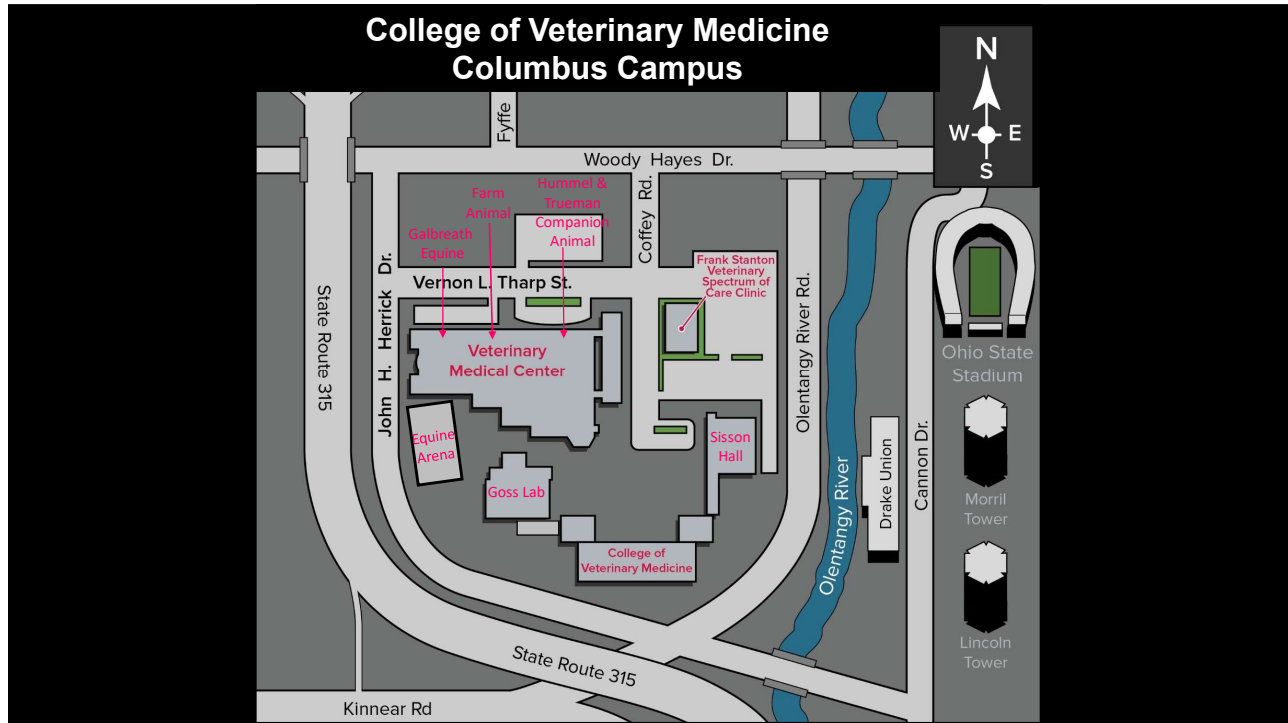 College of Veterinary Medicine
Columbus Campus
N
W
E
S
Fyffe
Woody Hayes Dr.
Hummel &
Trueman
Companion
Animal
Farm
Animal
Galbreath
Equine
Coffey Rd.
Frank Stanton
Veterinary
Spectrum of
Care Clinic
Vernon L. Tharp St.
John H. Herrick Dr.
State Route 315
Olentangy River Rd.
Veterinary
Medical Center
Ohio State
Stadium
Equine
Arena
Sisson
Hall
Goss Lab
Drake Union
Cannon Dr.
Morril
Tower
College of
Veterinary Medicine
Olentangy River
Lincoln
Tower
State Route 315
Kinnear Rd